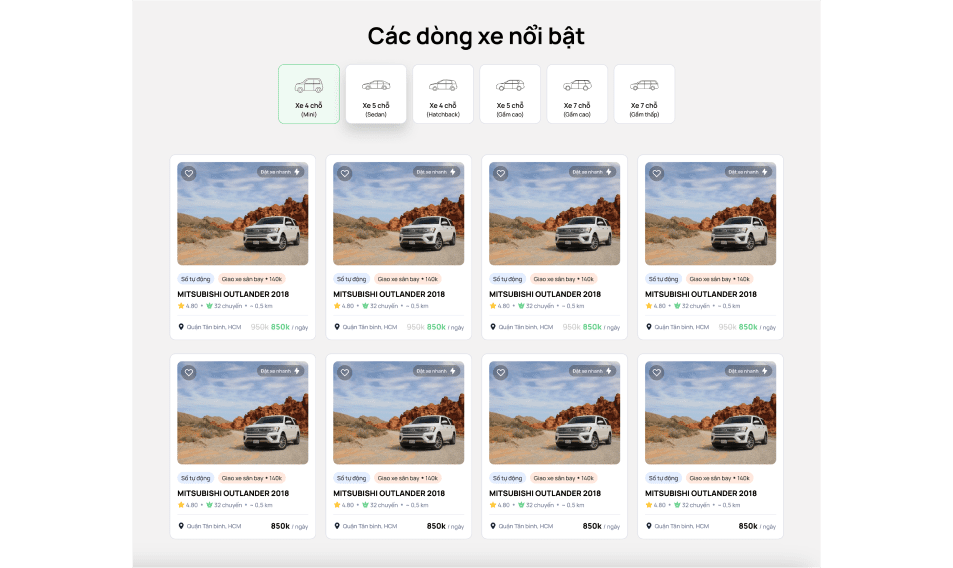 Các dòng xe nổi bật
Xe 4 chỗ
(Mini)
Xe 5 chỗ
(Sedan)
Xe 4 chỗ
(Hatchback)
Xe 5 chỗ
(Gầm cao)
Xe 7 chỗ
(Gầm cao)
Xe 7 chỗ
(Gầm thấp)
Đặt xe nhanh
Đặt xe nhanh
Đặt xe nhanh
Đặt xe nhanh
Số tự động Giao xe sân bay • 140k
Số tự động Giao xe sân bay • 140k
Số tự động Giao xe sân bay • 140k
Số tự động Giao xe sân bay • 140k
MITSUBISHI OUTLANDER 2018
MITSUBISHI OUTLANDER 2018
MITSUBISHI OUTLANDER 2018
MITSUBISHI OUTLANDER 2018
4.80 • 32 chuyến • ~ 0,5 km
4.80 • 32 chuyến • ~ 0,5 km
4.80 • 32 chuyến • ~ 0,5 km
4.80 • 32 chuyến • ~ 0,5 km
Quận Tân bình, HCM 950k 850k / ngày
Quận Tân bình, HCM 950k 850k / ngày
Quận Tân bình, HCM 950k 850k / ngày
Quận Tân bình, HCM 950k 850k / ngày
Đặt xe nhanh
Đặt xe nhanh
Đặt xe nhanh
Đặt xe nhanh
Số tự động Giao xe sân bay • 140k
Số tự động Giao xe sân bay • 140k
Số tự động Giao xe sân bay • 140k
Số tự động Giao xe sân bay • 140k
MITSUBISHI OUTLANDER 2018
MITSUBISHI OUTLANDER 2018
MITSUBISHI OUTLANDER 2018
MITSUBISHI OUTLANDER 2018
4.80 • 32 chuyến • ~ 0,5 km
4.80 • 32 chuyến • ~ 0,5 km
4.80 • 32 chuyến • ~ 0,5 km
4.80 • 32 chuyến • ~ 0,5 km
Quận Tân bình, HCM 850k / ngày
Quận Tân bình, HCM 850k / ngày
Quận Tân bình, HCM 850k / ngày
Quận Tân bình, HCM 850k / ngày